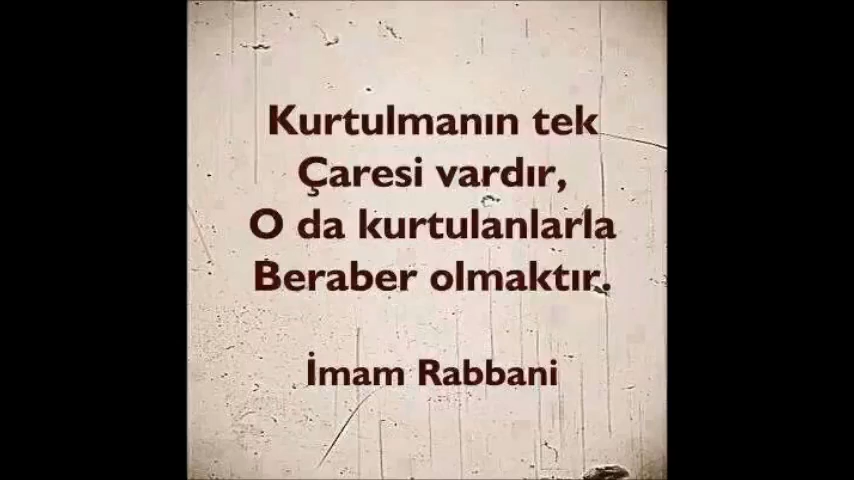 Kurtulmanın tek
Çaresi vardır,
O da kurtulanlarla
Beraber olmaktır.
İmam Rabbani